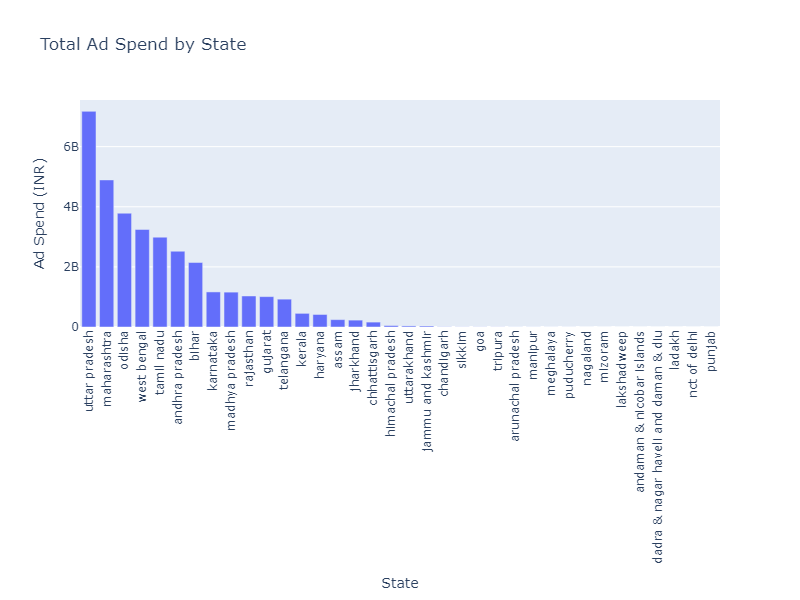 Total Ad Spend by State
Ad Spend (INR)
6B
4B
2B
0
uttar pradesh
maharashtra
odisha
west bengal
tamil nadu
andhra pradesh
bihar
karnataka
madhya pradesh
rajasthan
gujarat
telangana
kerala
haryana
assam
jharkhand
chhattisgarh
himachal pradesh
uttarakhand
jammu and kashmir
chandigarh
sikkim
goa
tripura
arunachal pradesh
manipur
meghalaya
puducherry
nagaland
mizoram
lakshadweep
andaman & nicobar islands
dadra & nagar haveli and daman & diu
ladakh
nct of delhi
punjab
State